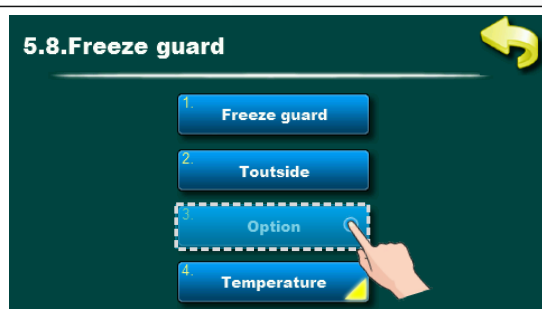 5.8.Freeze guard
1. Freeze guard
2. Toutside
3. Option
4. Temperature